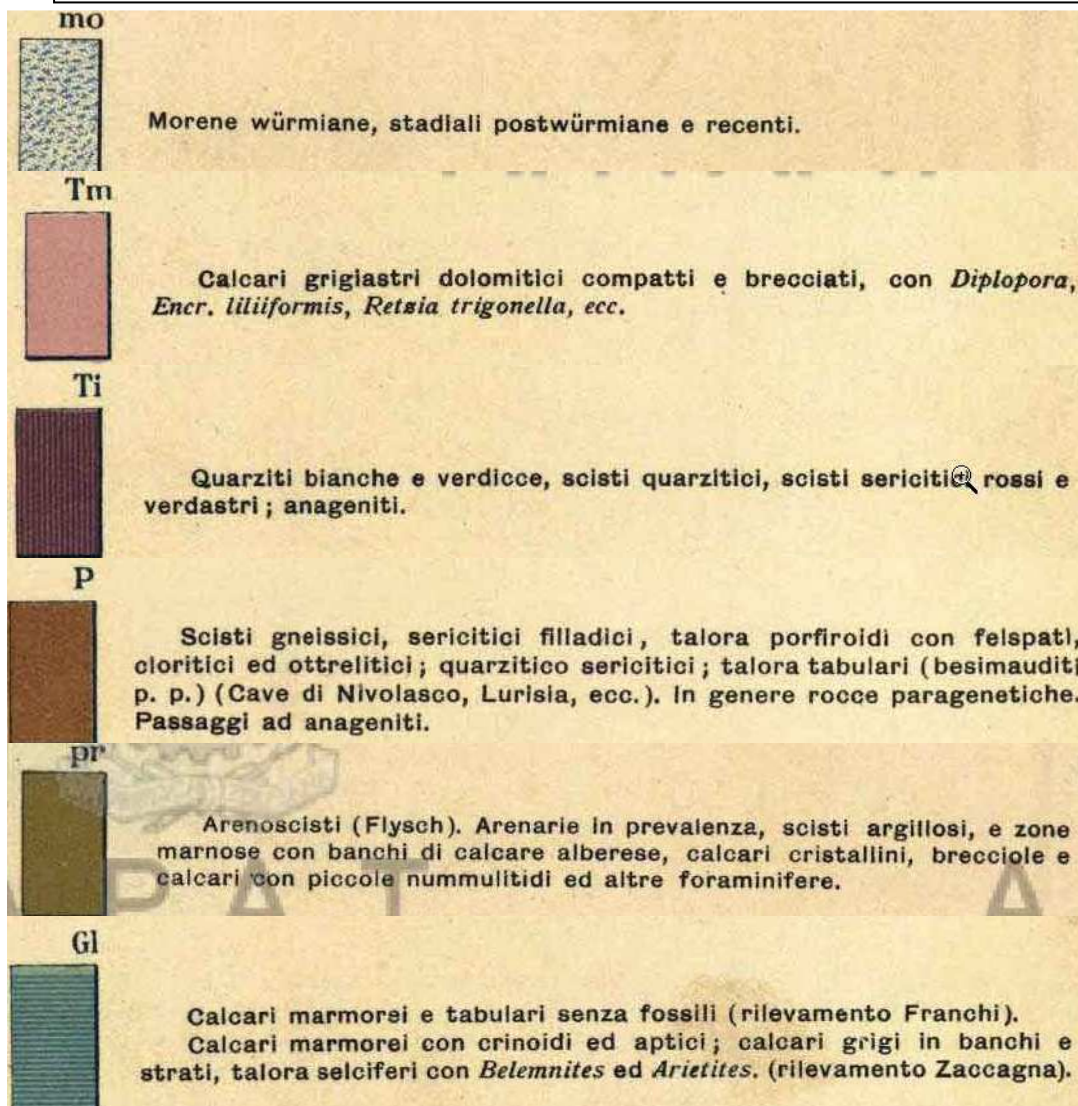 mo
Morene würmiane, stadiali postwürmiane e recenti.
Tm
Calcari grigiastri dolomitici compatti e brecciati, con Diplopora,
Encr. liliiformis, Retsia trigonella, ecc.
Ti
Quarziti bianche e verdicce, scisti quarzitici, scisti sericitici rossi e
verdastri; anageniti.
P
Scisti gneissici, sericitici filladici, talora porfiroidi con felspati,
cloritici ed ottrelitici; quarzitico sericitici; talora tabulari (besimauditi
p. p.) (Cave di Nivolasco, Lurisia, ecc.). In genere rocce paragenetiche.
Passaggi ad anageniti.
pr
Arenoscisti (Flysch). Arenarie in prevalenza, scisti argillosi, e zone
marnose con banchi di calcare alberese, calcari cristallini, brecciole e
calcari con piccole nummulitidi ed altre foraminifere.
P A T A
Gl
Calcari marmorei e tabulari senza fossili (rilevamento Franchi).
Calcari marmorei con crinoidi ed aptici; calcari grigi in banchi e
strati, talora selciferi con Belemnites ed Arietites. (rilevamento Zaccagna).